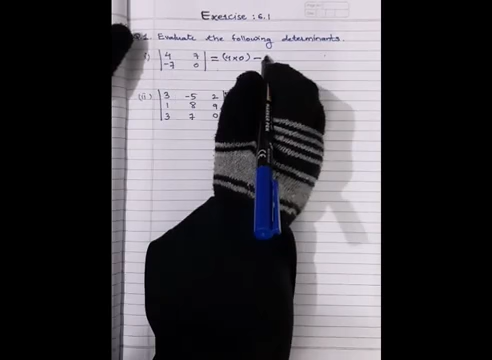 Exercise : 6.1
Q.1 Evaluate the following determinants.
i) | 4 7 | = (4×0) -
| -7 0 |
(ii) | 3 -5 2 |
| 1 8 9 |
| 3 7 0 |